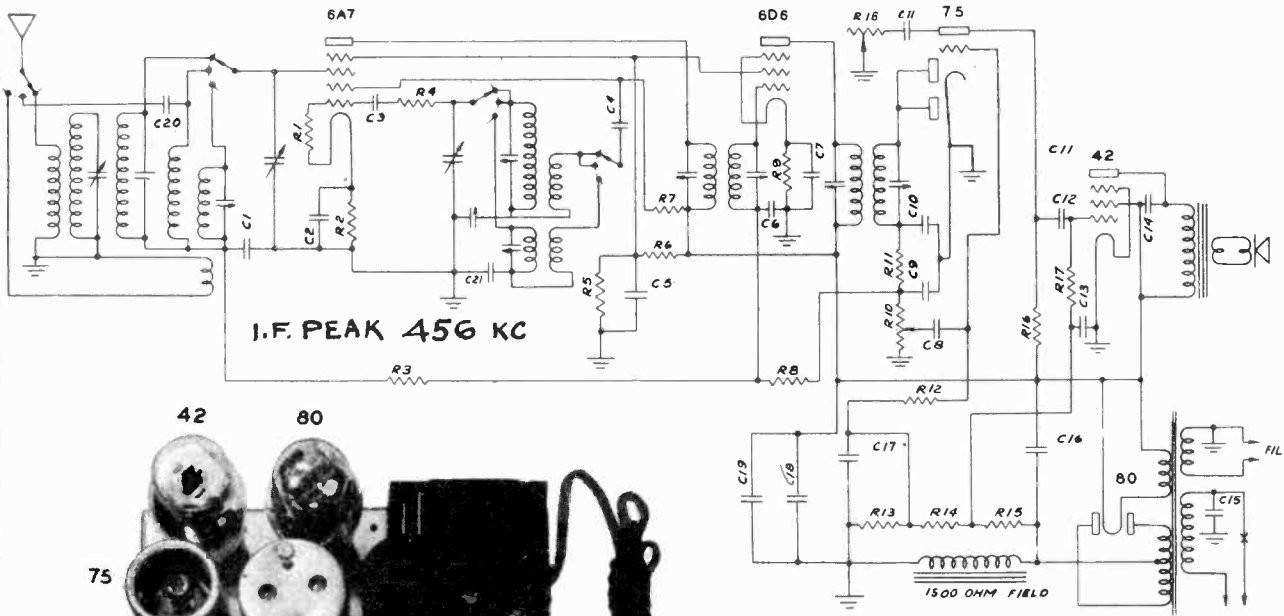 6A7
6D6
R18
C11
75
C20
R4
C3
R1
C4
C11
42
C7
R9
C12
C14
R7
C6
C10
C1
C2
R2
R11
C9
R17
C13
C21
R6
R5
C5
R10
C8
R16
I.F. PEAK 456 KC
R3
R8
R12
42
80
C19
C18
C17
C16
80
FIL
C15
R13
R14
R15
75
1500 OHM FIELD